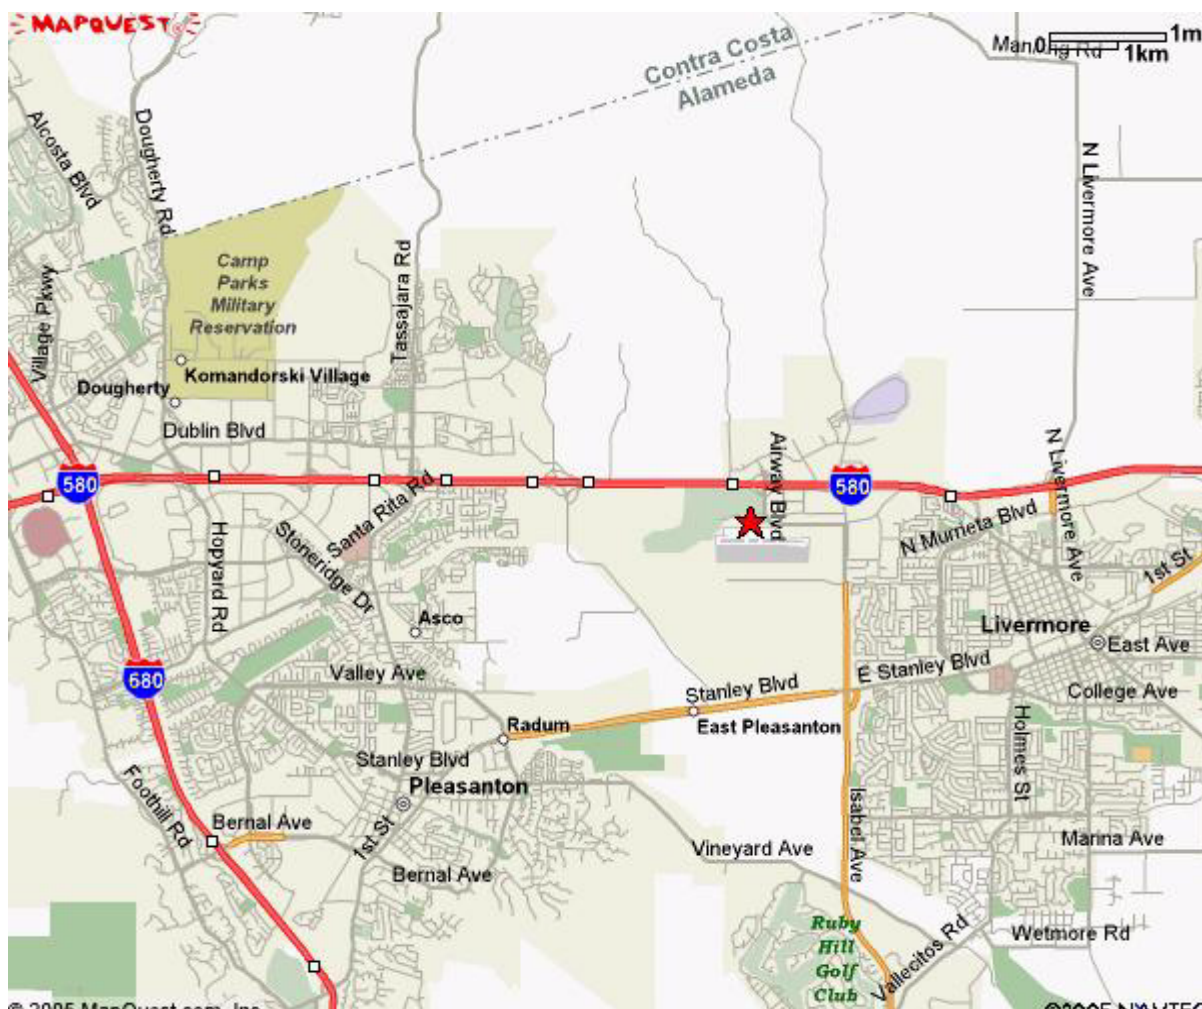 MAPQUEST
1m
0
1km
Manning Rd
Contra Costa
Alameda
Alcosta Blvd
Dougherty Rd
N Livermore Ave
Camp
Parks
Military
Reservation
Tassajara Rd
Village Pkwy
Komandorski Village
Dougherty
Dublin Blvd
580
Airway Blvd
580
N Livermore Ave
Santa Rita Rd
Stoneridge Dr
Hopyard Rd
N Murrieta Blvd
1st St
Asco
Livermore
East Ave
680
Valley Ave
E Stanley Blvd
Stanley Blvd
College Ave
Radum
East Pleasanton
Holmes St
Stanley Blvd
Pleasanton
Foothill Rd
Bernal Ave
1st St
Isabel Ave
Vineyard Ave
Marina Ave
Bernal Ave
Ruby
Hill
Golf
Club
Vallecitos Rd
Wetmore Rd